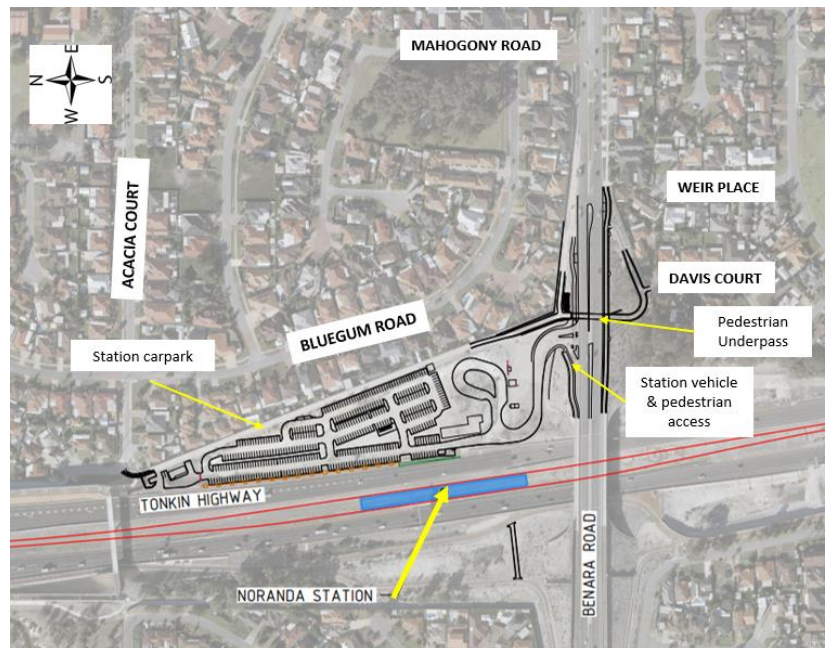 MAHOGONY ROAD
E
N
S
W
WEIR PLACE
ACACIA COURT
DAVIS COURT
BLUEGUM ROAD
Pedestrian
Underpass
Station carpark
Station vehicle
& pedestrian
access
TONKIN HIGHWAY
BENARA ROAD
NORANDA STATION